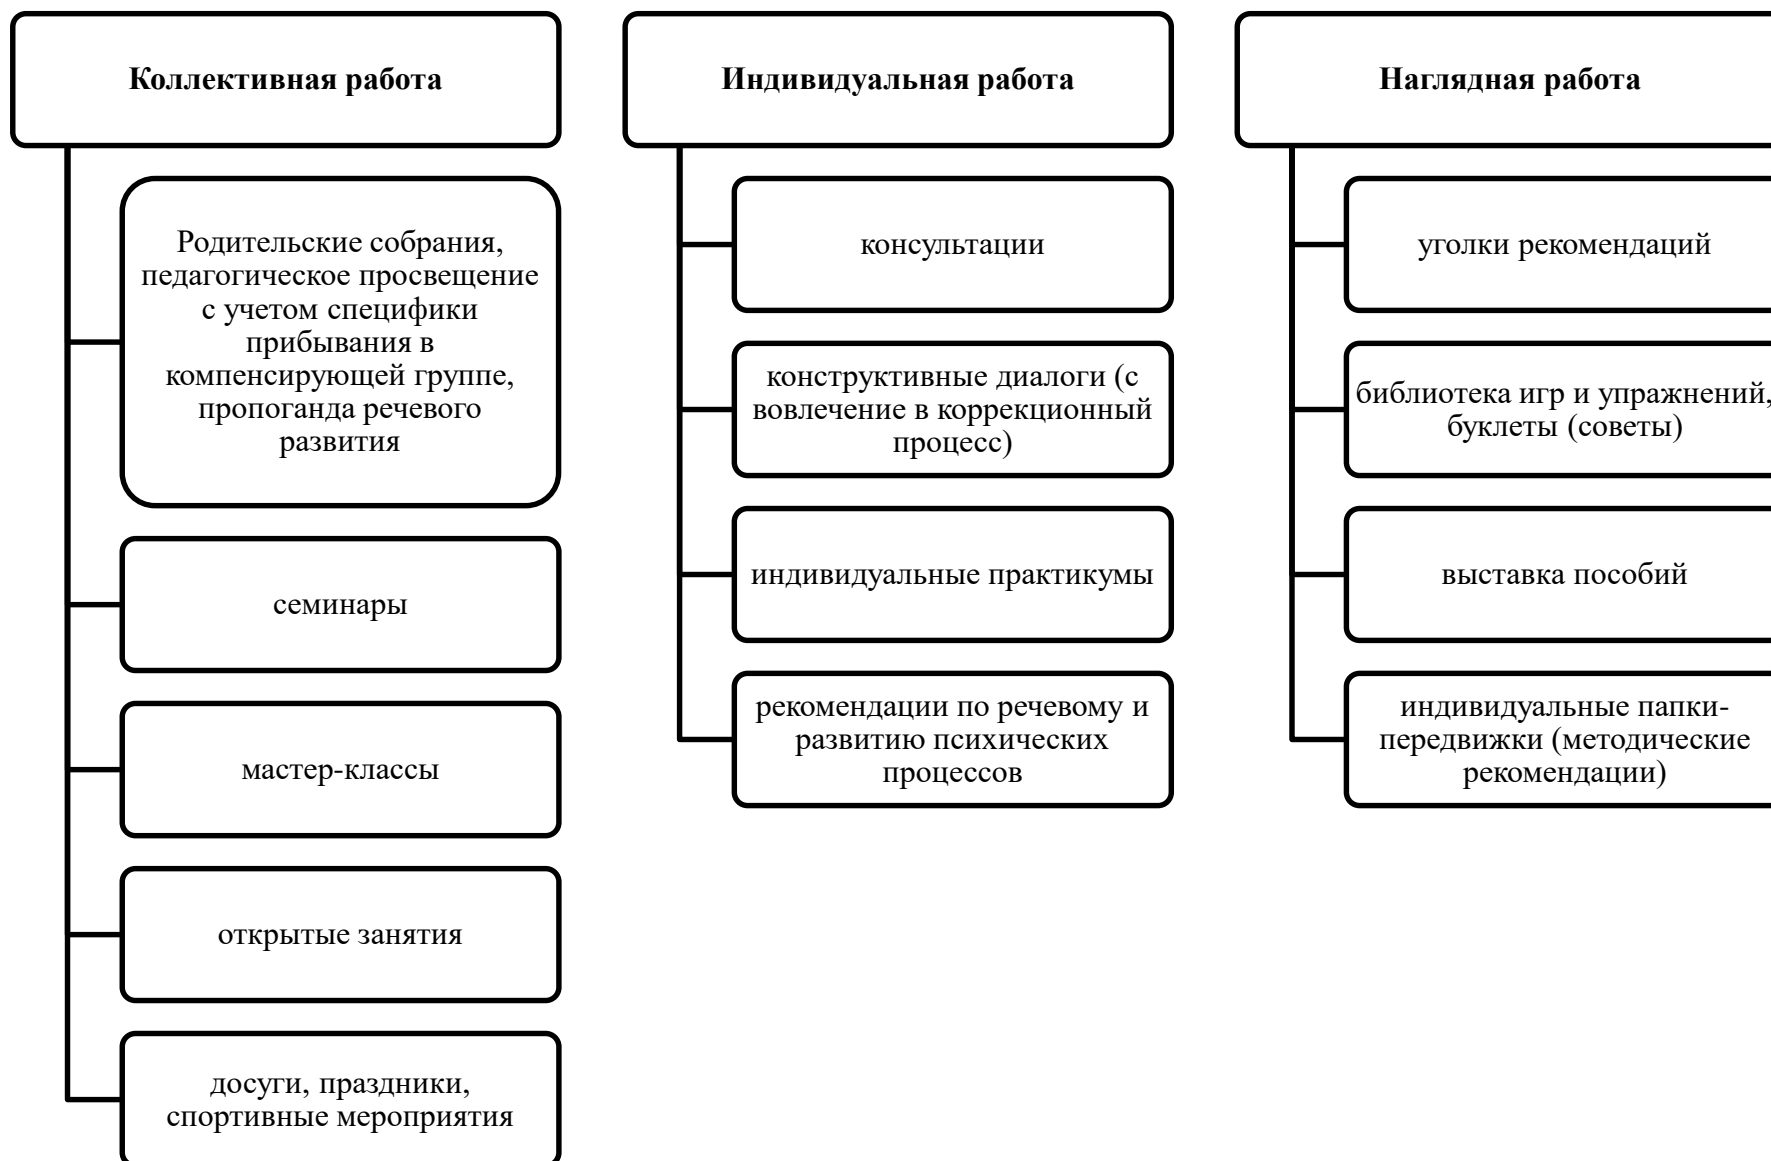 Коллективная работа
Родительские собрания,
педагогическое просвещение
с учетом специфики
прибывания в
компенсирующей группе,
пропоганда речевого
развития
семинары
мастер-классы
открытые занятия
досуги, праздники,
спортивные мероприятия
Индивидуальная работа
консультации
конструктивные диалоги (с
вовлечение в коррекционный
процесс)
индивидуальные практикумы
рекомендации по речевому и
развитию психических
процессов
Наглядная работа
уголки рекомендаций
библиотека игр и упражнений,
буклеты (советы)
выставка пособий
индивидуальные папки-
передвижки (методические
рекомендации)